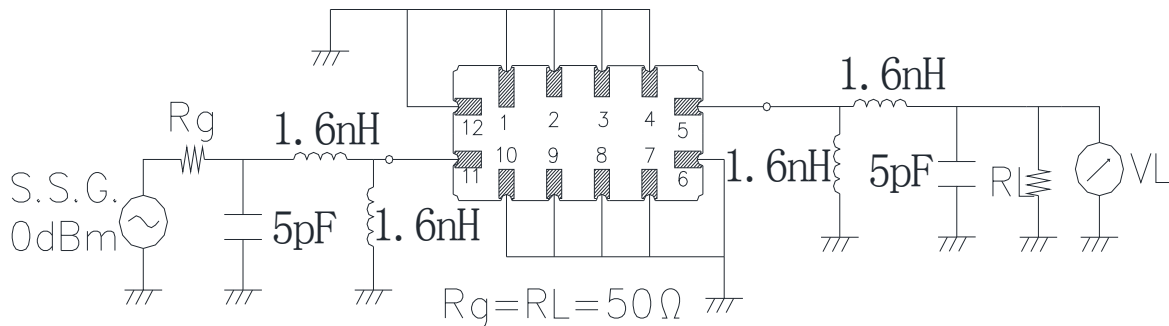 1.6nH
Rg
12
1
2
3
4
5
1.6nH
S.S.G.
0dBm
11
10
9
8
7
6
1.6nH
5pF
RL
VL
5pF
1.6nH
Rg=RL=50Ω